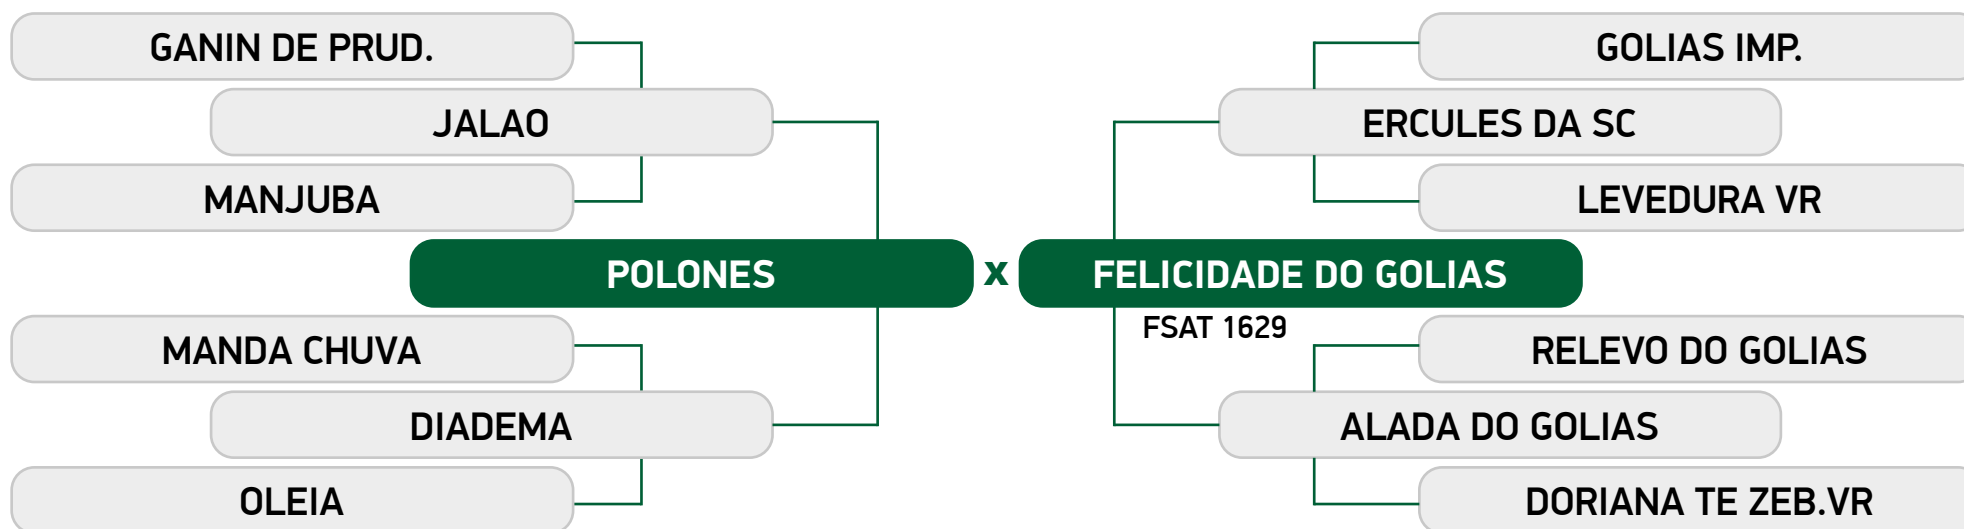 GANIN DE PRUD.
GOLIAS IMP.
JALAO
ERCULES DA SC
MANJUBA
LEVEDURA VR
POLONES x FELICIDADE DO GOLIAS
FSAT 1629
MANDA CHUVA
RELEVO DO GOLIAS
DIADEMA
ALADA DO GOLIAS
OLEIA
DORIANA TE ZEB.VR